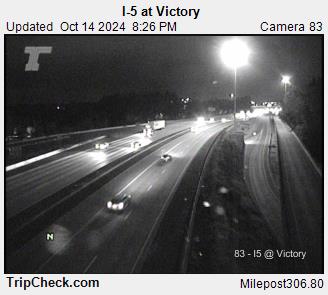 I-5 at Victory
Updated Oct 14 2024 8:26 PM Camera 83
T
N
83 - I5 @ Victory
TripCheck.com Milepost306.80